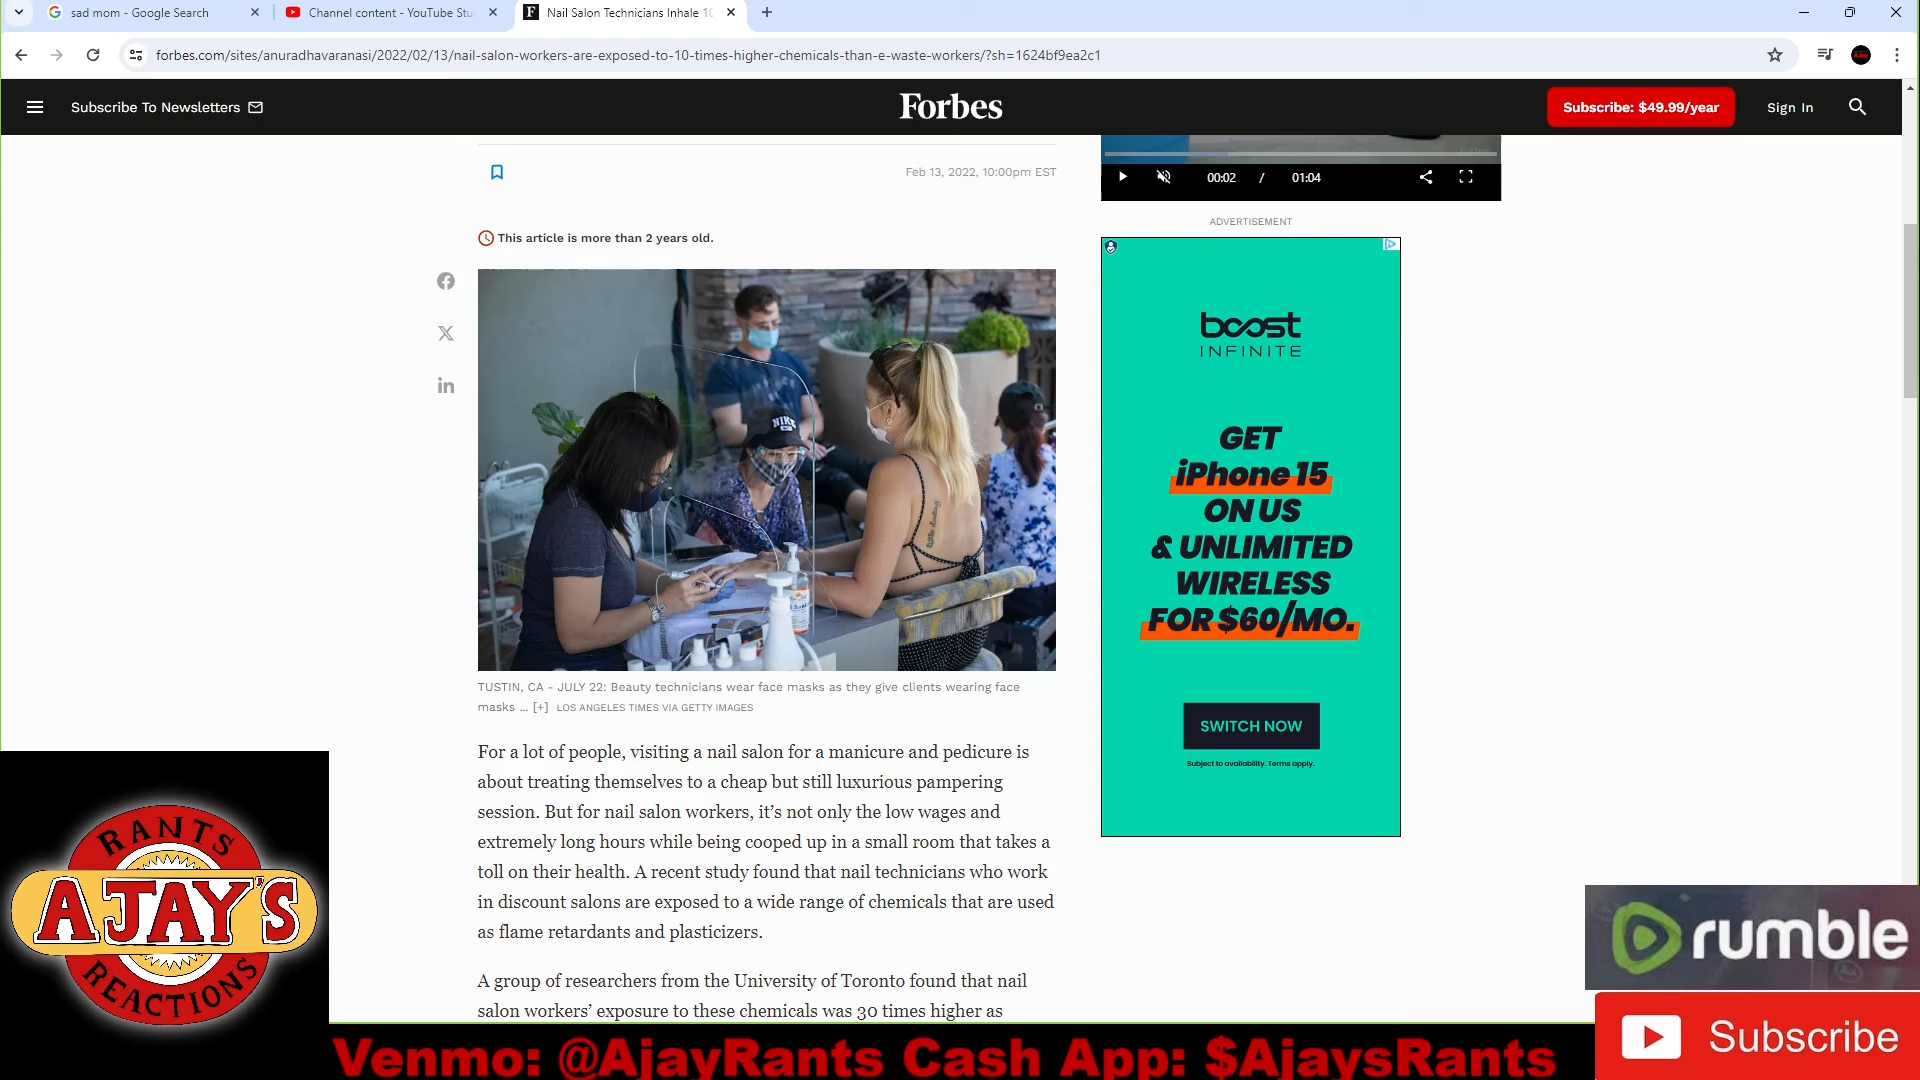 sad mom - Google Search
Channel content - YouTube Stu
Nail Salon Technicians Inhale 10
forbes.com/sites/anuradhavaranasi/2022/02/13/nail-salon-workers-are-exposed-to-10-times-higher-chemicals-than-e-waste-workers/?sh=1624bf9ea2c1
Subscribe To Newsletters
Forbes
Subscribe: $49.99/year
Sign In
Feb 13, 2022, 10:00pm EST
This article is more than 2 years old.
NIKE
TUSTIN, CA - JULY 22: Beauty technicians wear face masks as they give clients wearing face
masks ... [+] LOS ANGELES TIMES VIA GETTY IMAGES
For a lot of people, visiting a nail salon for a manicure and pedicure is
about treating themselves to a cheap but still luxurious pampering
session. But for nail salon workers, it’s not only the low wages and
extremely long hours while being cooped up in a small room that takes a
toll on their health. A recent study found that nail technicians who work
in discount salons are exposed to a wide range of chemicals that are used
as flame retardants and plasticizers.
A group of researchers from the University of Toronto found that nail
salon workers’ exposure to these chemicals was 30 times higher as
00:02 / 01:04
ADVERTISEMENT
boost
INFINITE
GET
iPhone 15
ON US
& UNLIMITED
WIRELESS
FOR $60/MO.
SWITCH NOW
Subject to availability. Terms apply.
RANTS
AJAY'S
REACTIONS
rumble
Subscribe
Venmo: @AjayRants Cash App: $AjaysRants